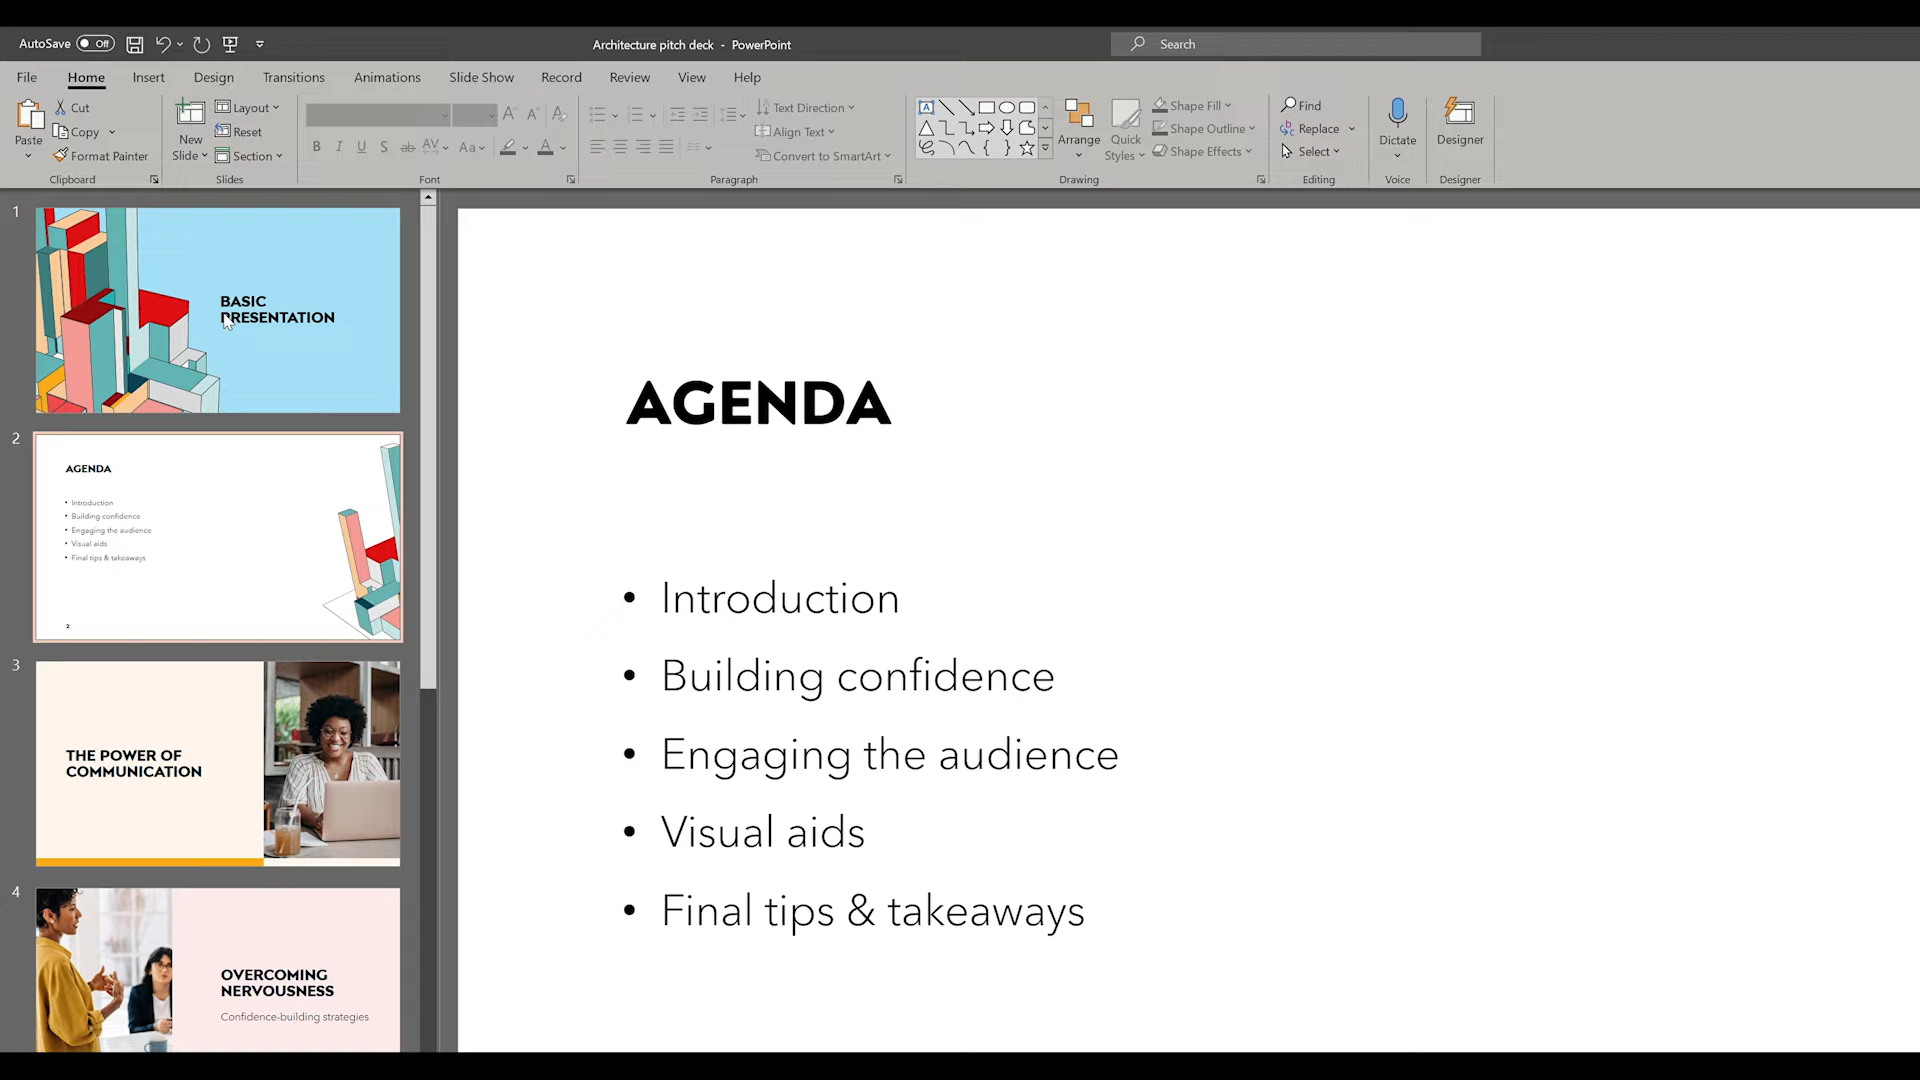 AutoSave Off
Architecture pitch deck - PowerPoint
Search
File Home Insert Design Transitions Animations Slide Show Record Review View Help
Paste
Cut
Copy
Format Painter
Clipboard
New
Slide
Layout
Reset
Section
Slides
B I U S ab AV Aa A
Font
Text Direction
Align Text
Convert to SmartArt
Paragraph
Arrange
Quick
Styles
Shape Fill
Shape Outline
Shape Effects
Drawing
Find
Replace
Select
Editing
Dictate
Voice
Designer
Designer
1
BASIC
PRESENTATION
2
AGENDA
• Introduction
• Building confidence
• Engaging the audience
• Visual aids
• Final tips & takeaways
2
3
THE POWER OF
COMMUNICATION
4
OVERCOMING
NERVOUSNESS
Confidence-building strategies
AGENDA
• Introduction
• Building confidence
• Engaging the audience
• Visual aids
• Final tips & takeaways